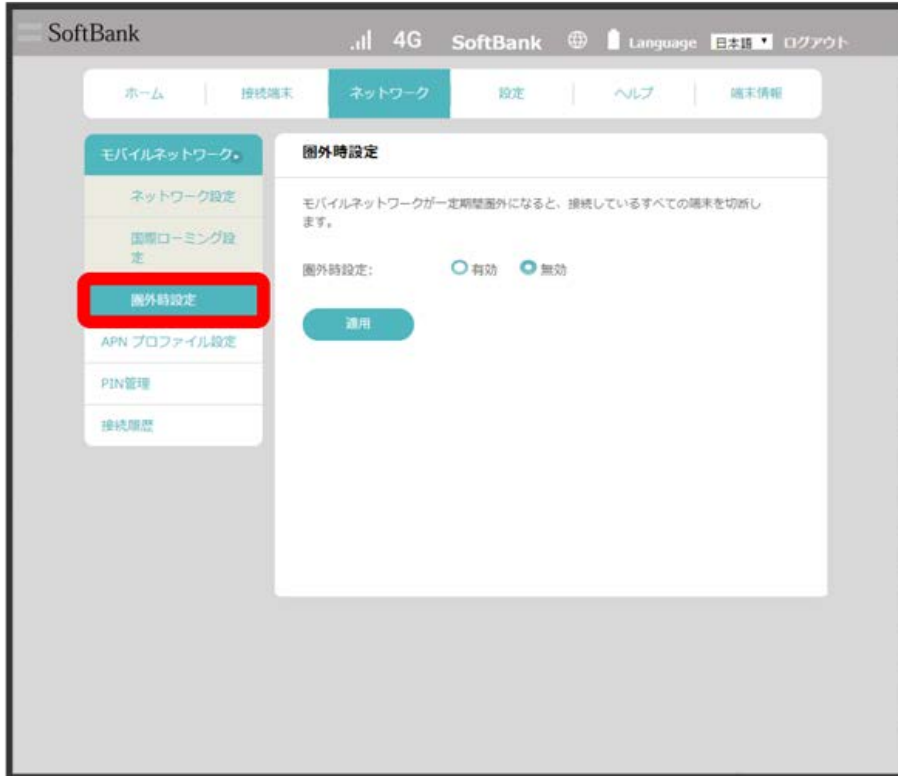 SoftBank
4G SoftBank Language 日本語 ログアウト
ホーム 接続端末 ネットワーク 設定 ヘルプ 端末情報
モバイルネットワーク
ネットワーク設定
国際ローミング設
定
圏外時設定
APN プロファイル設定
PIN管理
接続履歴
圏外時設定
モバイルネットワークが一定期間圏外になると、接続しているすべての端末を切断し
ます。
圏外時設定: 有効 無効
適用